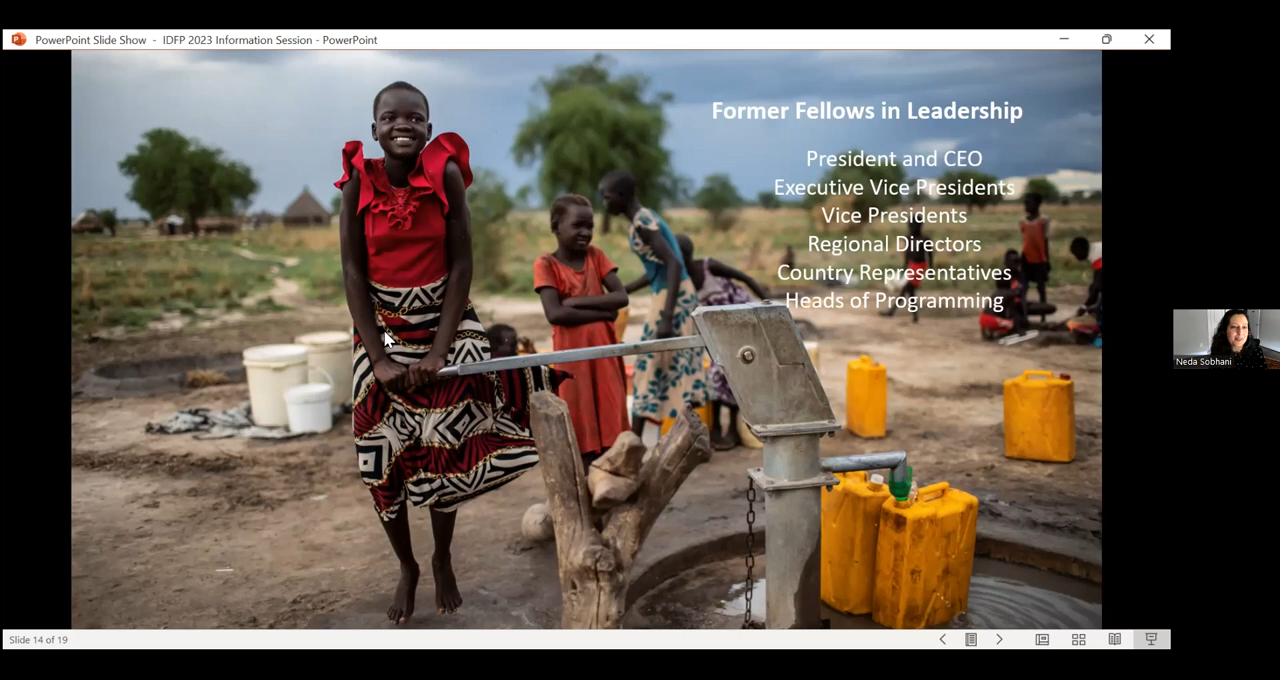 PowerPoint Slide Show - IDFP 2023 Information Session - PowerPoint
Former Fellows in Leadership
President and CEO
Executive Vice Presidents
Vice Presidents
Regional Directors
Country Representatives
Heads of Programming
Neda Sobhani
Slide 14 of 19